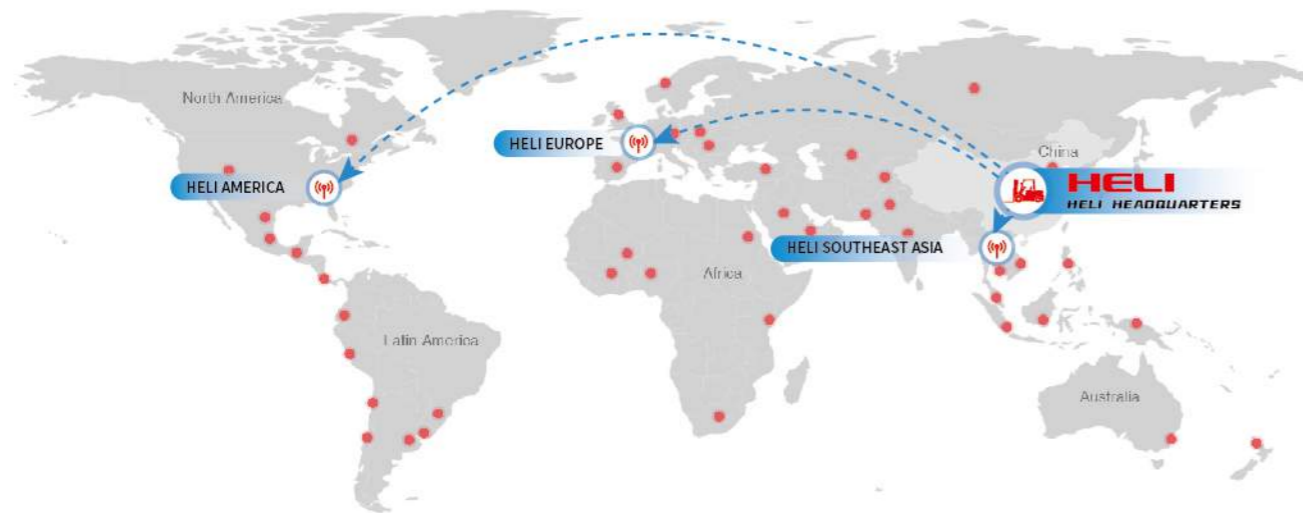 North America
China
HELI EUROPE
HELI
HELI AMERICA
HELI HEADQUARTERS
HELI SOUTHEAST ASIA
Africa
Latin America
Australia